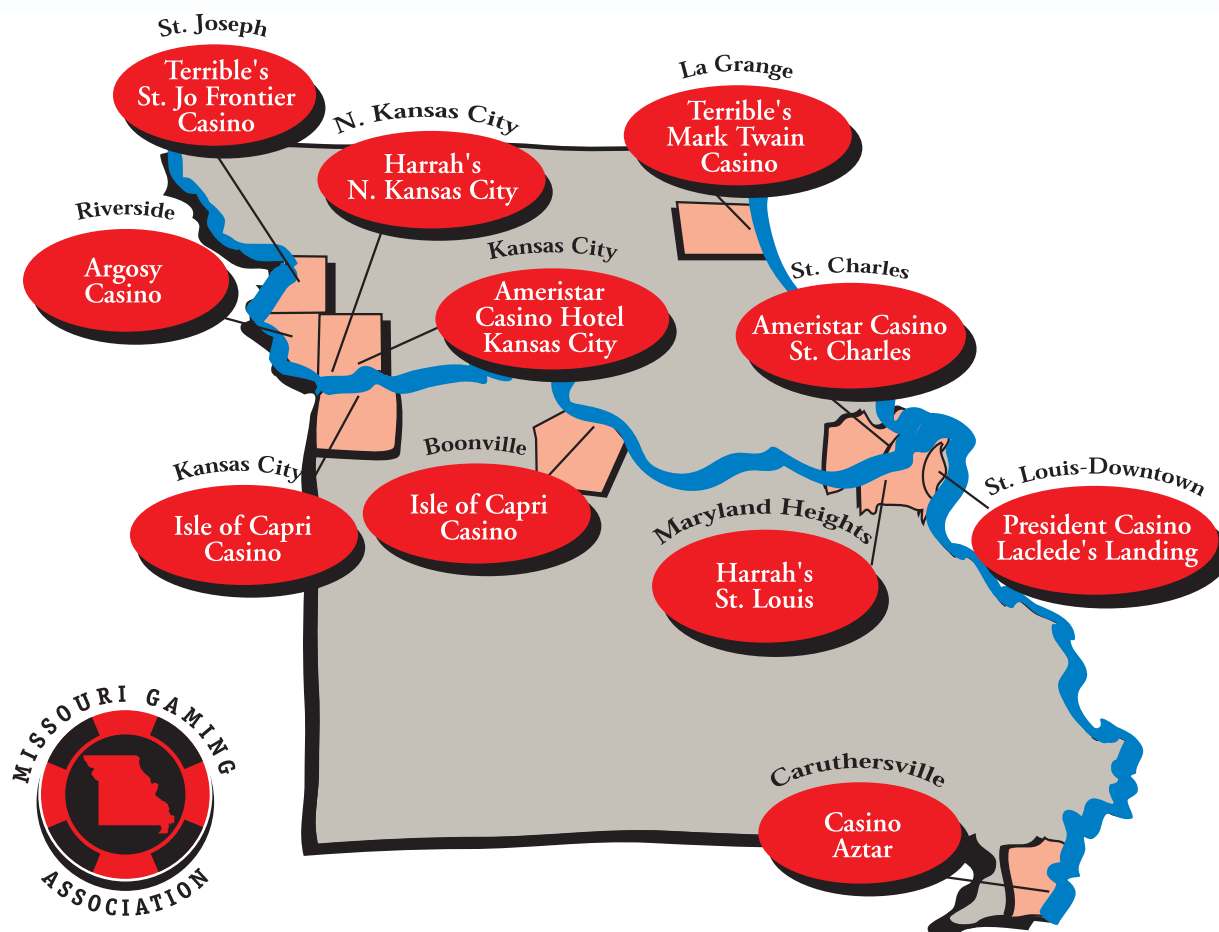 St. Joseph
Terrible's
St. Jo Frontier
Casino
N. Kansas City
Harrah's
N. Kansas City
La Grange
Terrible's
Mark Twain
Casino
Riverside
Argosy
Casino
Kansas City
Ameristar
Casino Hotel
Kansas City
St. Charles
Ameristar Casino
St. Charles
Kansas City
Isle of Capri
Casino
Boonville
Isle of Capri
Casino
Maryland Heights
Harrah's
St. Louis
St. Louis-Downtown
President Casino
Laclede's Landing
Caruthersville
Casino
Aztar
MISSOURI GAMING
ASSOCIATION